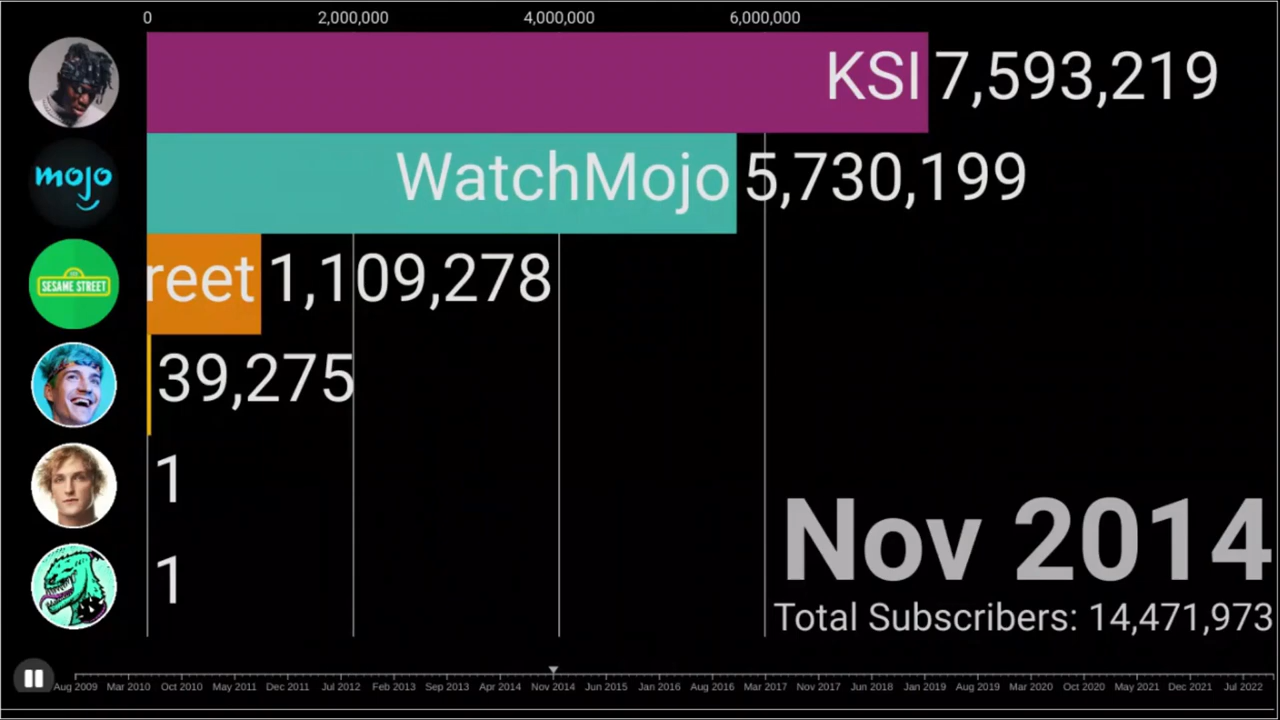 0 2,000,000 4,000,000 6,000,000
KSI 7,593,219
mojo
WatchMojo 5,730,199
SESAME STREET
reet 1,109,278
39,275
1
1
Nov 2014
Total Subscribers: 14,471,973
Aug 2009 Mar 2010 Oct 2010 May 2011 Dec 2011 Jul 2012 Feb 2013 Sep 2013 Apr 2014 Nov 2014 Jun 2015 Jan 2016 Aug 2016 Mar 2017 Nov 2017 Jun 2018 Jan 2019 Aug 2019 Mar 2020 Oct 2020 May 2021 Dec 2021 Jul 2022